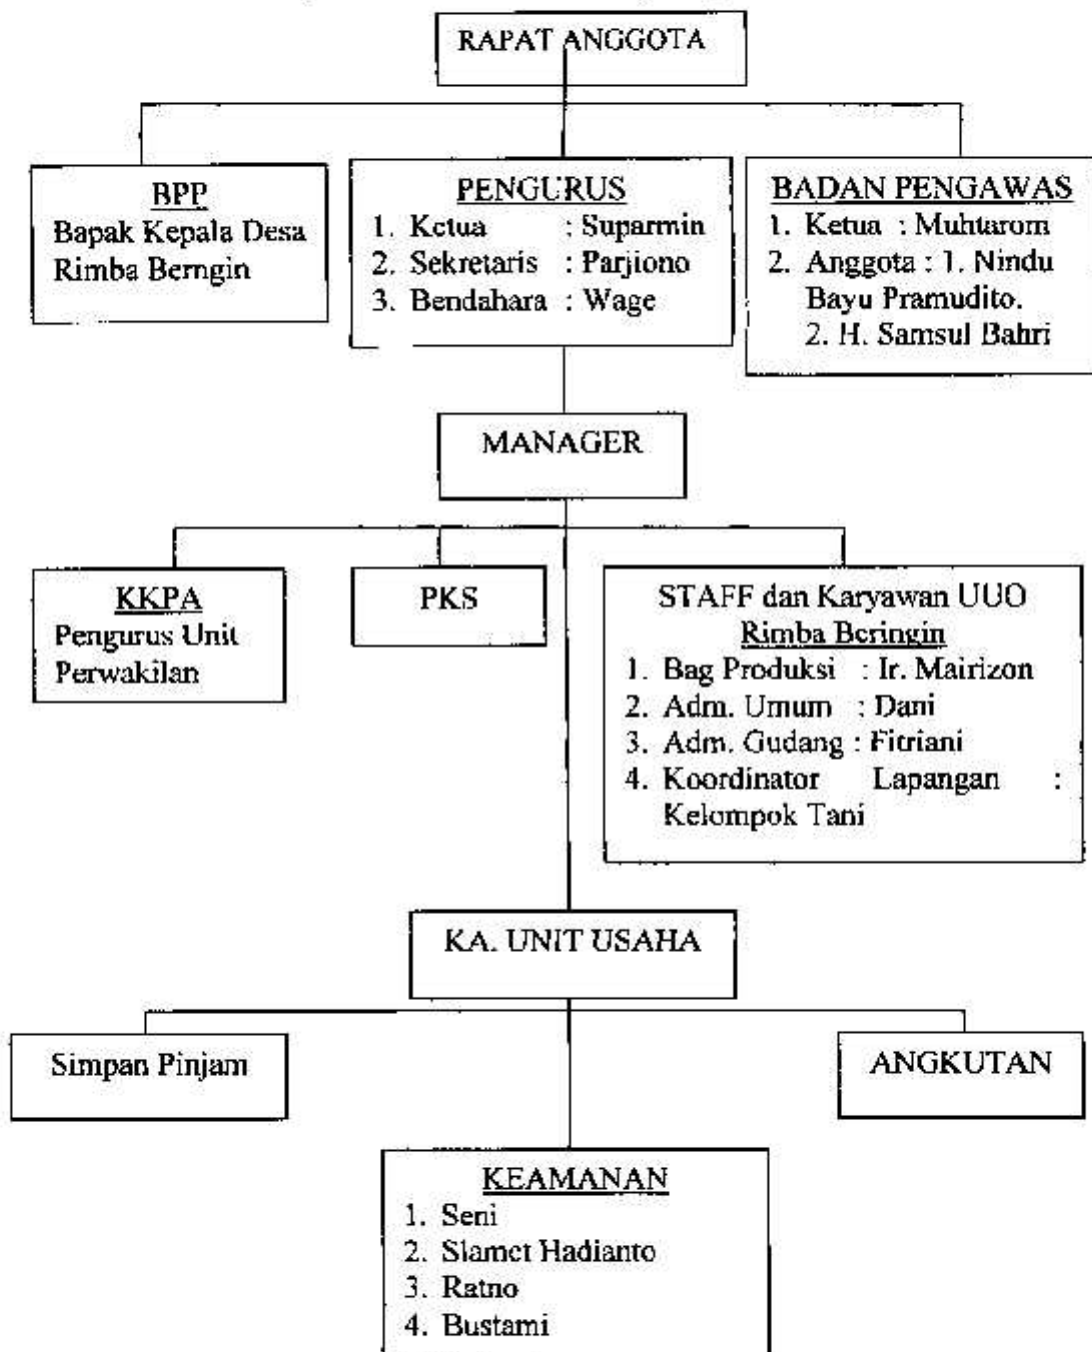 RAPAT ANGGOTA
BPP
Bapak Kepala Desa
Rimba Berngin
PENGURUS
1. Ketua : Suparmin
2. Sekretaris : Parjiono
3. Bendahara : Wage
BADAN PENGAWAS
1. Ketua : Muhtarom
2. Anggota : 1. Nindu
Bayu Pramudito.
2. H. Samsul Bahri
MANAGER
KKPA
Pengurus Unit
Perwakilan
PKS
STAFF dan Karyawan UUO
Rimba Beringin
1. Bag Produksi : Ir. Mairizon
2. Adm. Umum : Dani
3. Adm. Gudang : Fitriani
4. Koordinator Lapangan :
Kelompok Tani
KA. UNIT USAHA
Simpan Pinjam
ANGKUTAN
KEAMANAN
1. Seni
2. Slamet Hadianto
3. Ratno
4. Bustami